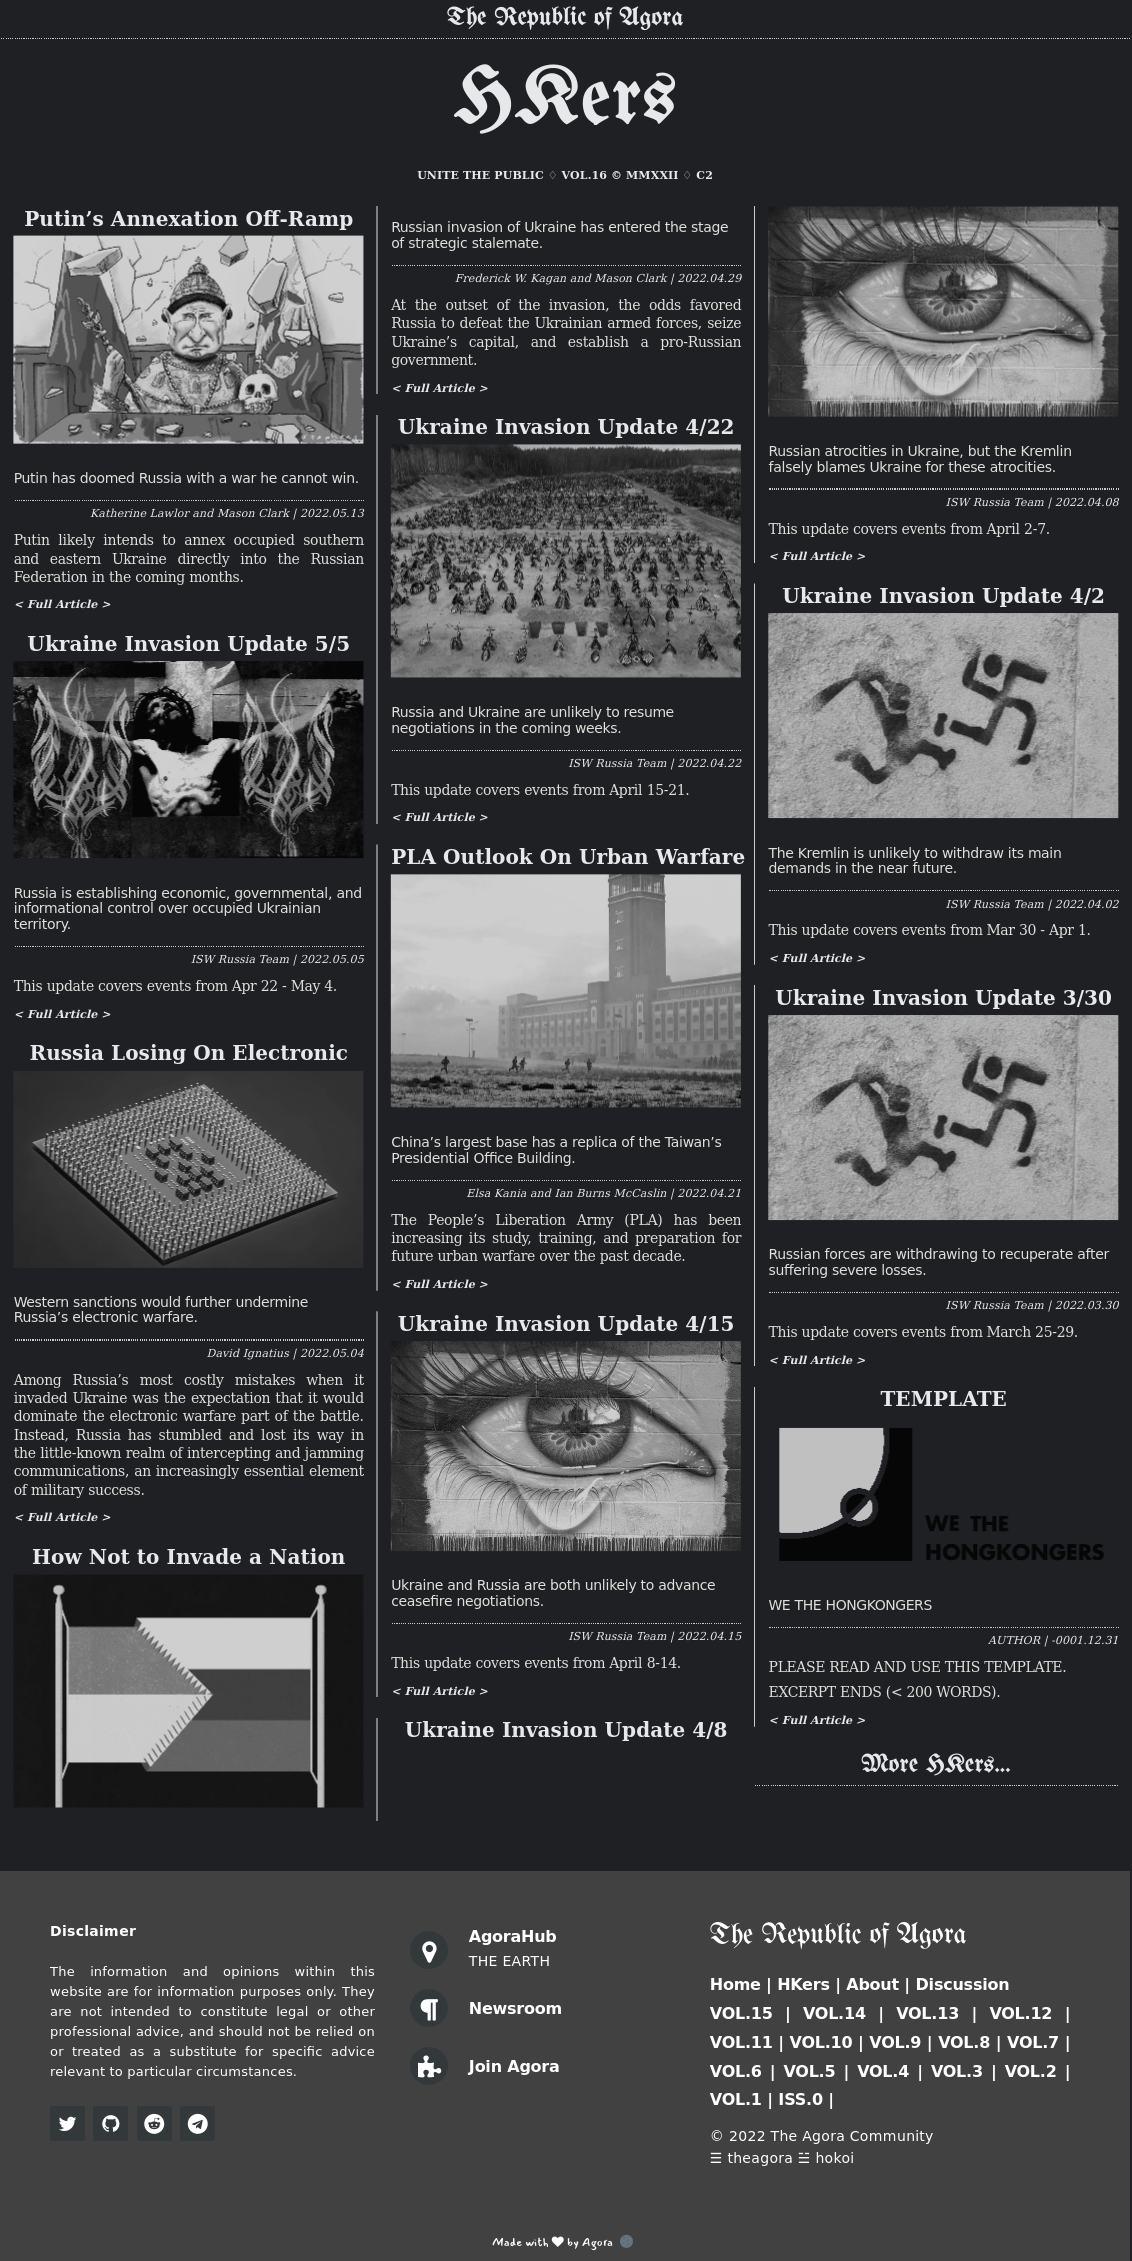 The Republic of Agora
HKers
UNITE THE PUBLIC ♢ VOL.16 © MMXXII ♢ C2
Putin’s Annexation Off-Ramp
Putin has doomed Russia with a war he cannot win.
Katherine Lawlor and Mason Clark | 2022.05.13
Putin likely intends to annex occupied southern
and eastern Ukraine directly into the Russian
Federation in the coming months.
< Full Article >
Ukraine Invasion Update 5/5
Russia is establishing economic, governmental, and
informational control over occupied Ukrainian
territory.
ISW Russia Team | 2022.05.05
This update covers events from Apr 22 - May 4.
< Full Article >
Russia Losing On Electronic
Western sanctions would further undermine
Russia’s electronic warfare.
David Ignatius | 2022.05.04
Among Russia’s most costly mistakes when it
invaded Ukraine was the expectation that it would
dominate the electronic warfare part of the battle.
Instead, Russia has stumbled and lost its way in
the little-known realm of intercepting and jamming
communications, an increasingly essential element
of military success.
< Full Article >
How Not to Invade a Nation
Russian invasion of Ukraine has entered the stage
of strategic stalemate.
Frederick W. Kagan and Mason Clark | 2022.04.29
At the outset of the invasion, the odds favored
Russia to defeat the Ukrainian armed forces, seize
Ukraine’s capital, and establish a pro-Russian
government.
< Full Article >
Ukraine Invasion Update 4/22
Russia and Ukraine are unlikely to resume
negotiations in the coming weeks.
ISW Russia Team | 2022.04.22
This update covers events from April 15-21.
< Full Article >
PLA Outlook On Urban Warfare
China’s largest base has a replica of the Taiwan’s
Presidential Office Building.
Elsa Kania and Ian Burns McCaslin | 2022.04.21
The People’s Liberation Army (PLA) has been
increasing its study, training, and preparation for
future urban warfare over the past decade.
< Full Article >
Ukraine Invasion Update 4/15
Ukraine and Russia are both unlikely to advance
ceasefire negotiations.
ISW Russia Team | 2022.04.15
This update covers events from April 8-14.
< Full Article >
Ukraine Invasion Update 4/8
Russian atrocities in Ukraine, but the Kremlin
falsely blames Ukraine for these atrocities.
ISW Russia Team | 2022.04.08
This update covers events from April 2-7.
< Full Article >
Ukraine Invasion Update 4/2
The Kremlin is unlikely to withdraw its main
demands in the near future.
ISW Russia Team | 2022.04.02
This update covers events from Mar 30 - Apr 1.
< Full Article >
Ukraine Invasion Update 3/30
Russian forces are withdrawing to recuperate after
suffering severe losses.
ISW Russia Team | 2022.03.30
This update covers events from March 25-29.
< Full Article >
TEMPLATE
WE THE
HONGKONGERS
WE THE HONGKONGERS
AUTHOR | -0001.12.31
PLEASE READ AND USE THIS TEMPLATE.
EXCERPT ENDS (< 200 WORDS).
< Full Article >
More HKers...
Disclaimer
The information and opinions within this
website are for information purposes only. They
are not intended to constitute legal or other
professional advice, and should not be relied on
or treated as a substitute for specific advice
relevant to particular circumstances.
AgoraHub
THE EARTH
Newsroom
Join Agora
The Republic of Agora
Home | HKers | About | Discussion
VOL.15 | VOL.14 | VOL.13 | VOL.12 |
VOL.11 | VOL.10 | VOL.9 | VOL.8 | VOL.7 |
VOL.6 | VOL.5 | VOL.4 | VOL.3 | VOL.2 |
VOL.1 | ISS.0 |
© 2022 The Agora Community
☰ theagora ☱ hokoi
Made with ♥ by Agora